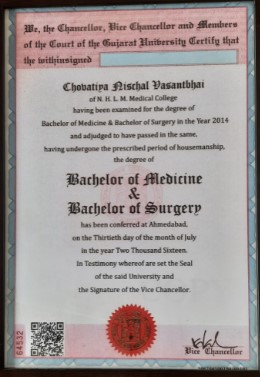 We, the Chancellor, Vice Chancellor and Members
of the Court of the Gujarat University Certify that
the withinsigned
Chovatiya Nischal Vasantbhai
of N. H. L. M. Medical College
having been examined for the degree of
Bachelor of Medicine & Bachelor of Surgery in the Year 2014
and adjudged to have passed in the same,
having undergone the prescribed period of housemanship,
the degree of
Bachelor of Medicine
&
Bachelor of Surgery
has been conferred at Ahmedabad,
on the Thirtieth day of the month of July
in the year Two Thousand Sixteen.
In Testimony whereof are set the Seal
of the said University and
the Signature of the Vice Chancellor.
64532
Vice Chancellor